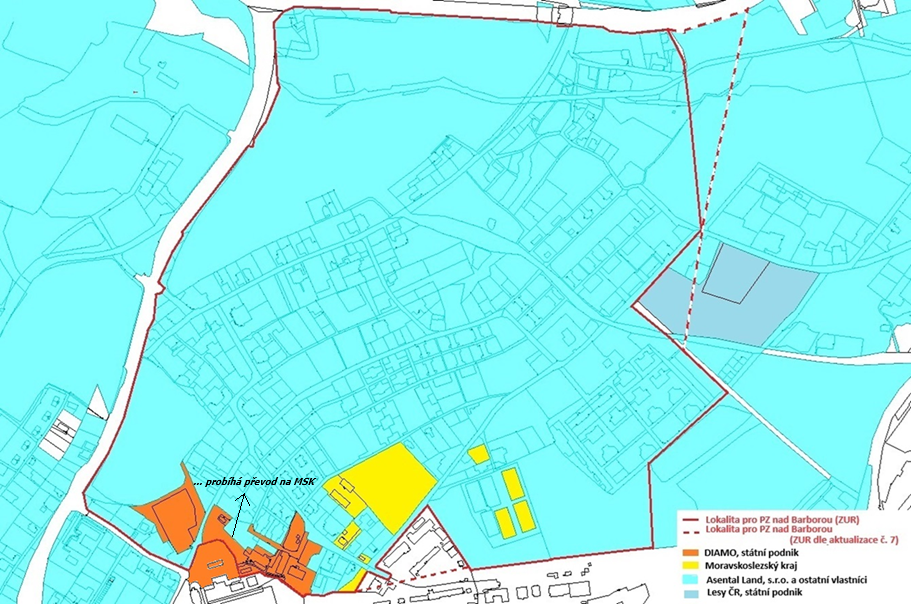 ... probíhá převod na MSK
Lokalita pro PZ nad Barborou (ZUR)
Lokalita pro PZ nad Barborou
(ZUR dle aktualizace č. 7)
DIAMO, státní podnik
Moravskoslezský kraj
Asental Land, s.r.o. a ostatní vlastníci
Lesy ČR, státní podnik